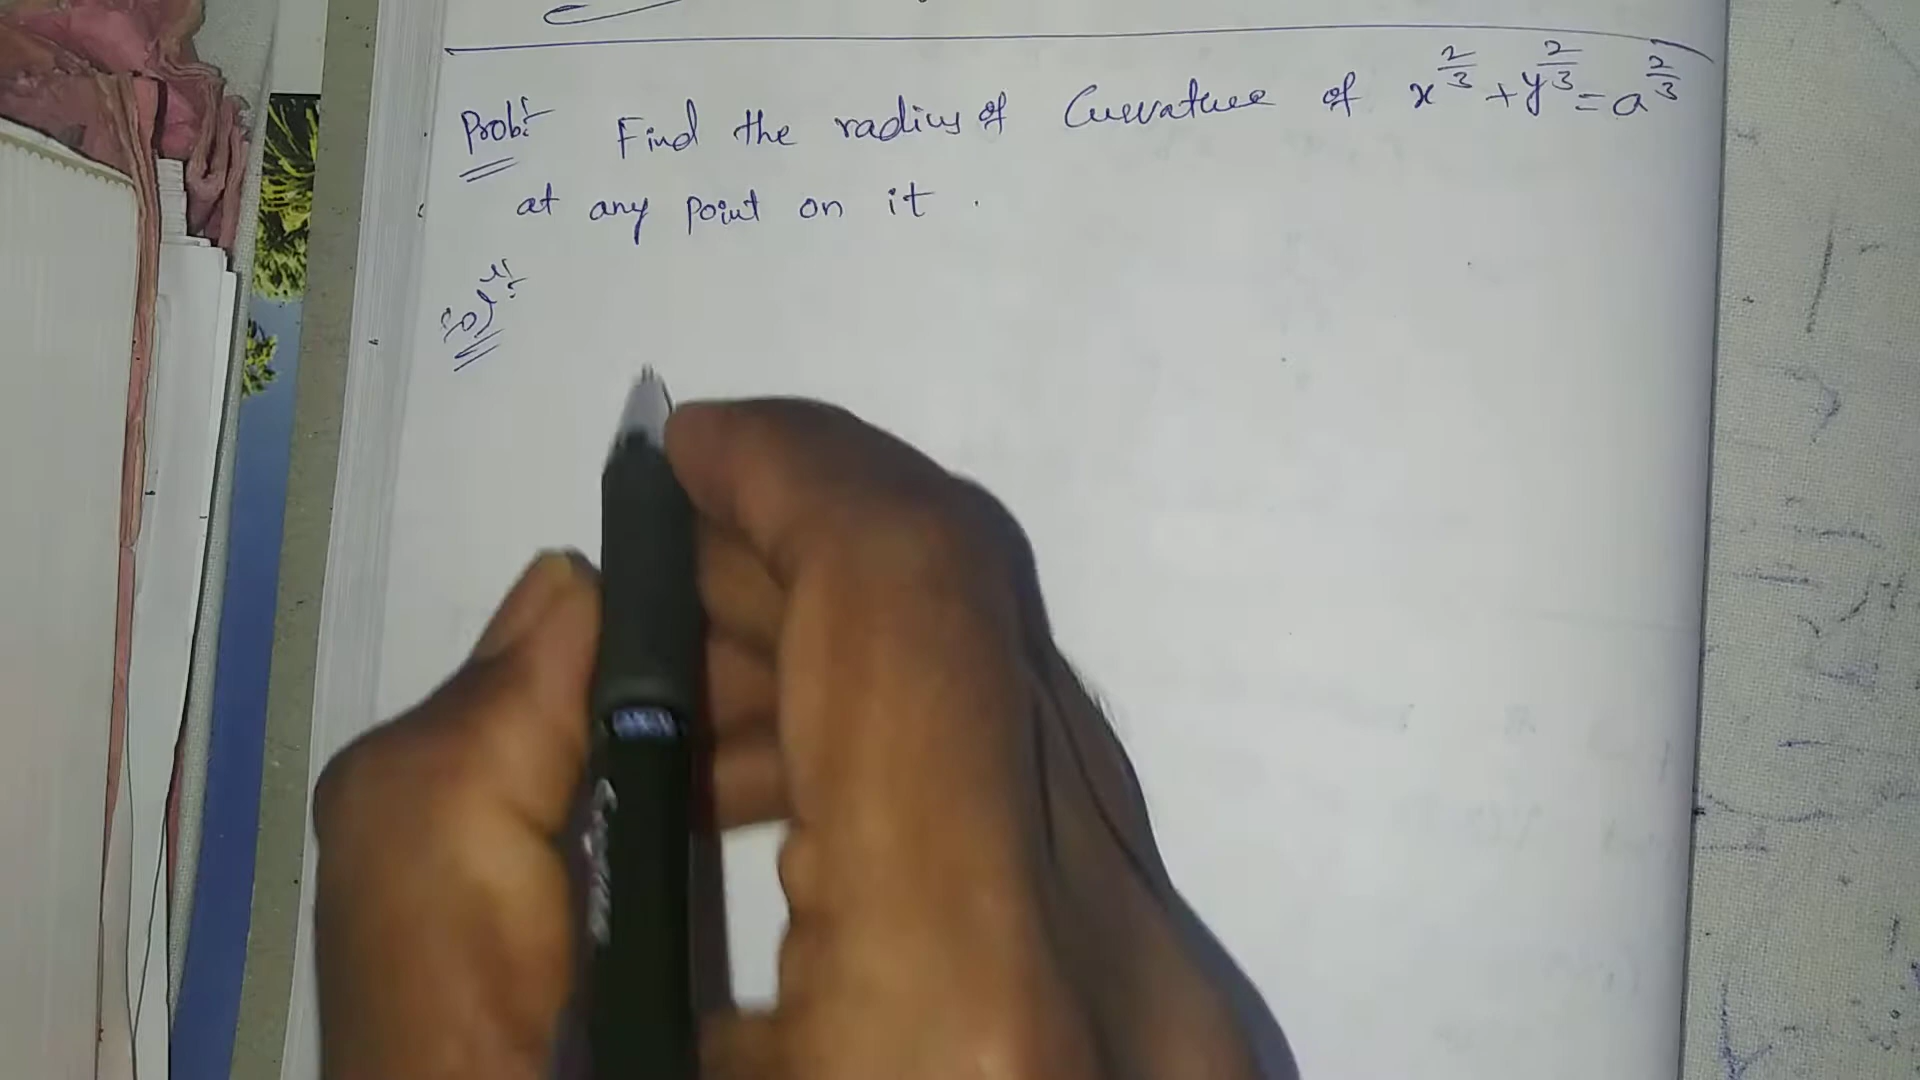 Prob:- Find the radius of Curvature of x^{2/3} + y^{2/3} = a^{2/3}
at any point on it .
Sol^n:-